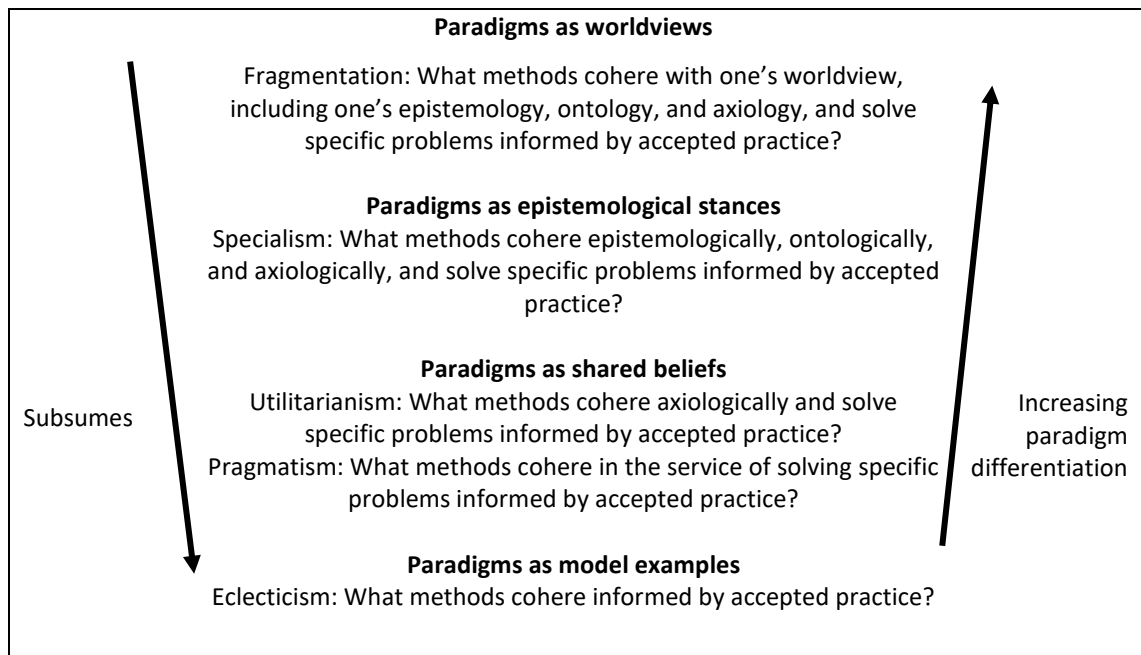 Paradigms as worldviews
Fragmentation: What methods cohere with one’s worldview,
including one’s epistemology, ontology, and axiology, and solve
specific problems informed by accepted practice?
Paradigms as epistemological stances
Specialism: What methods cohere epistemologically, ontologically,
and axiologically, and solve specific problems informed by accepted
practice?
Paradigms as shared beliefs
Utilitarianism: What methods cohere axiologically and solve
specific problems informed by accepted practice?
Pragmatism: What methods cohere in the service of solving specific
problems informed by accepted practice?
Paradigms as model examples
Eclecticism: What methods cohere informed by accepted practice?
Subsumes
Increasing
paradigm
differentiation